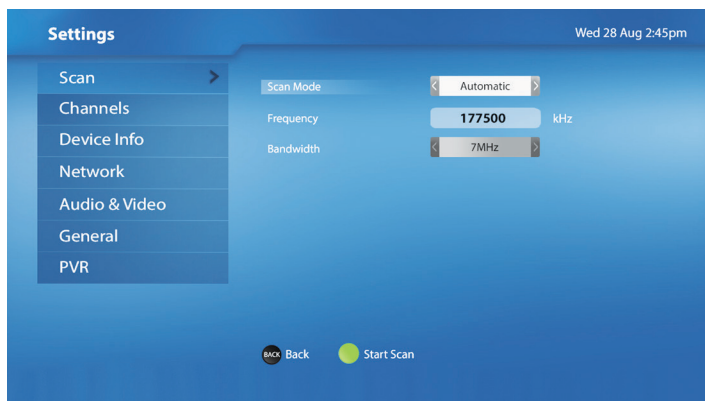 Settings
Wed 28 Aug 2:45pm
Scan
Channels
Device Info
Network
Audio & Video
General
PVR
Scan Mode
Automatic
Frequency
177500 kHz
Bandwidth
7MHz
BACK Back
Start Scan